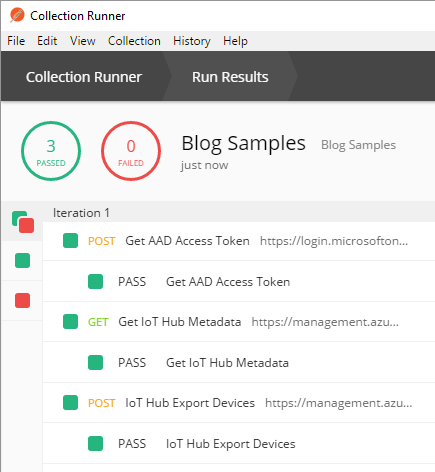 Collection Runner
File Edit View Collection History Help
Collection Runner Run Results
3 PASSED
0 FAILED
Blog Samples Blog Samples
just now
Iteration 1
POST Get AAD Access Token https://login.microsofton...
PASS Get AAD Access Token
GET Get IoT Hub Metadata https://management.azu...
PASS Get IoT Hub Metadata
POST IoT Hub Export Devices https://management.azu...
PASS IoT Hub Export Devices